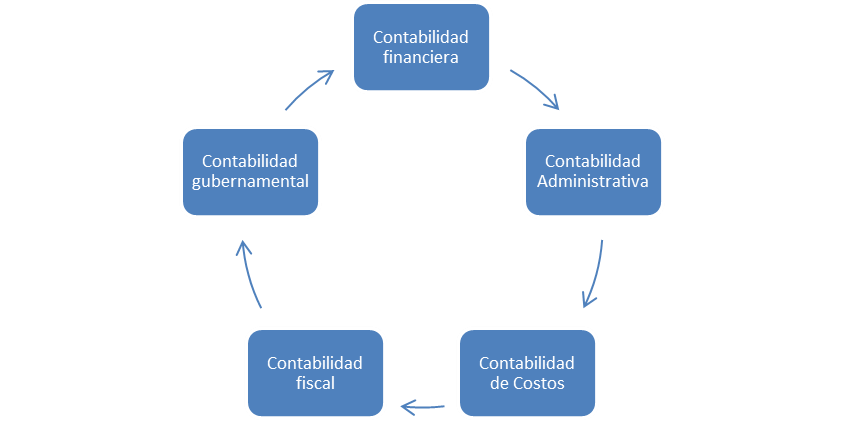 Contabilidad
financiera
Contabilidad
Administrativa
Contabilidad
de Costos
Contabilidad
fiscal
Contabilidad
gubernamental